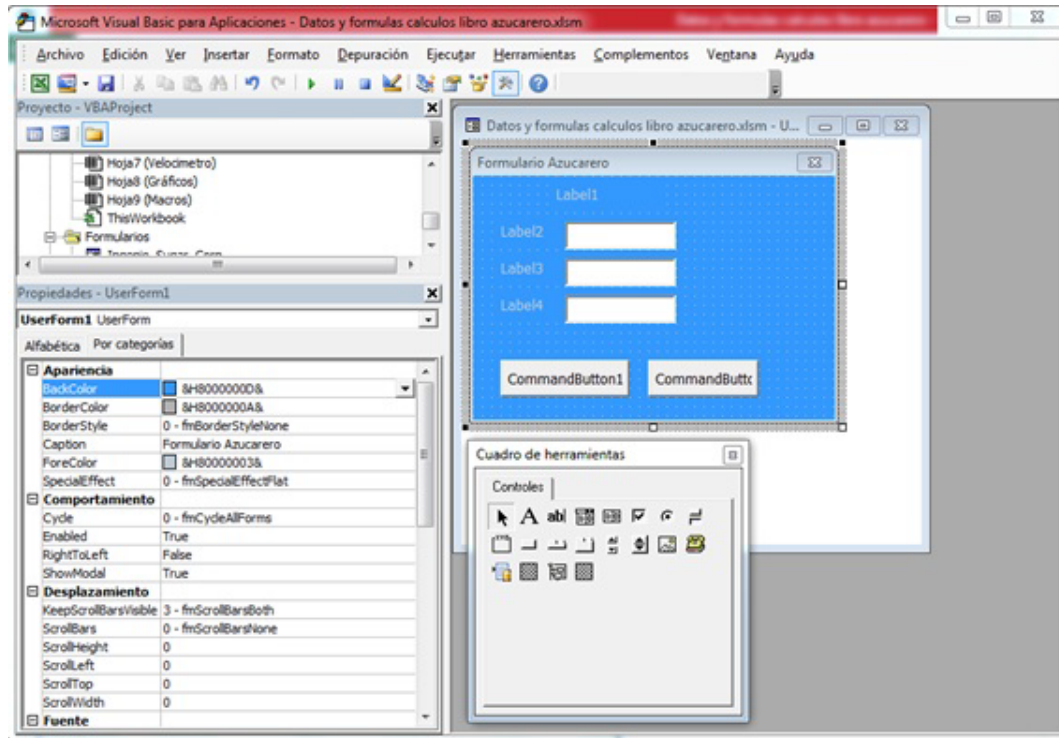 Microsoft Visual Basic para Aplicaciones - Datos y formulas calculos libro azucarero.xlsm
Archivo Edición Ver Insertar Formato Depuración Ejecutar Herramientas Complementos Ventana Ayuda
Proyecto - VBAProject
Hoja7 (Velocimetro)
Hoja8 (Gráficos)
Hoja9 (Macros)
ThisWorkbook
Formularios
Propiedades - UserForm1
UserForm1 UserForm
Alfabética Por categorías
Apariencia
BackColor &H8000000D&
BorderColor &H8000000A&
BorderStyle 0 - fmBorderStyleNone
Caption Formulario Azucarero
ForeColor &H80000003&
SpecialEffect 0 - fmSpecialEffectFlat
Comportamiento
Cycle 0 - fmCycleAllForms
Enabled True
RightToLeft False
ShowModal True
Desplazamiento
KeepScrollBarsVisible 3 - fmScrollBarsBoth
ScrollBars 0 - fmScrollBarsNone
ScrollHeight 0
ScrollLeft 0
ScrollTop 0
ScrollWidth 0
Fuente
Datos y formulas calculos libro azucarero.xlsm - U...
Formulario Azucarero
Label1
Label2
Label3
Label4
CommandButton1 CommandButtc
Cuadro de herramientas
Controles
A abl